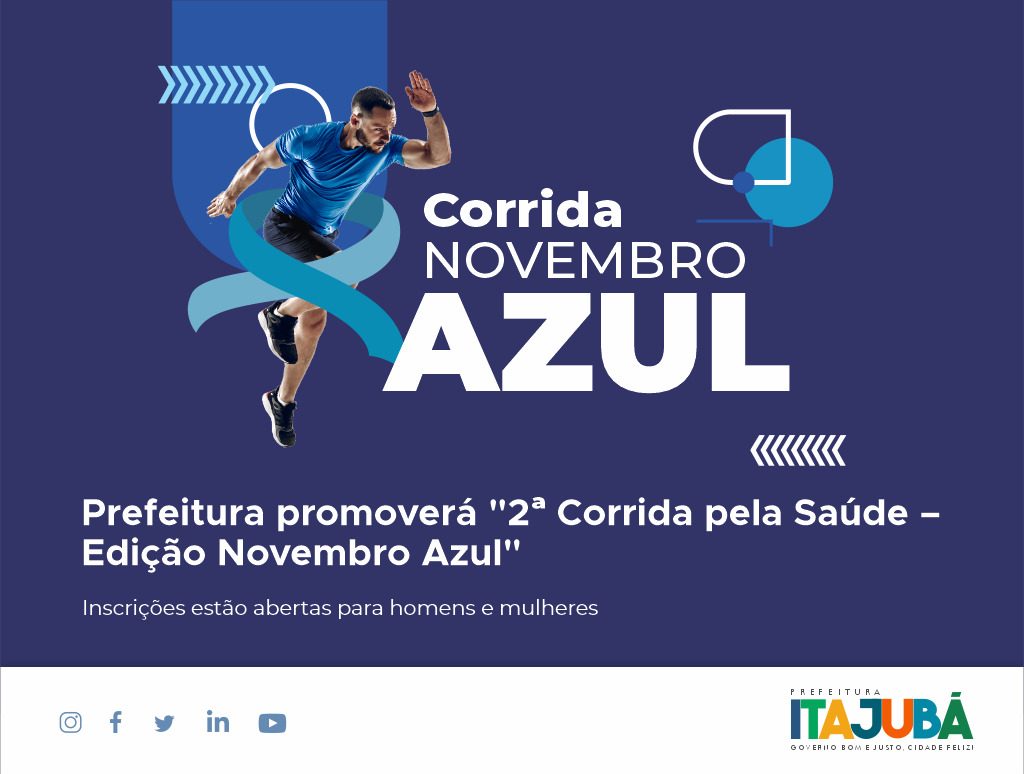 Corrida
NOVEMBRO
AZUL
Prefeitura promoverá "2ª Corrida pela Saúde –
Edição Novembro Azul"
Inscrições estão abertas para homens e mulheres
PREFEITURA
ITAJUBÁ
GOVERNO BOM E JUSTO, CIDADE FELIZ!